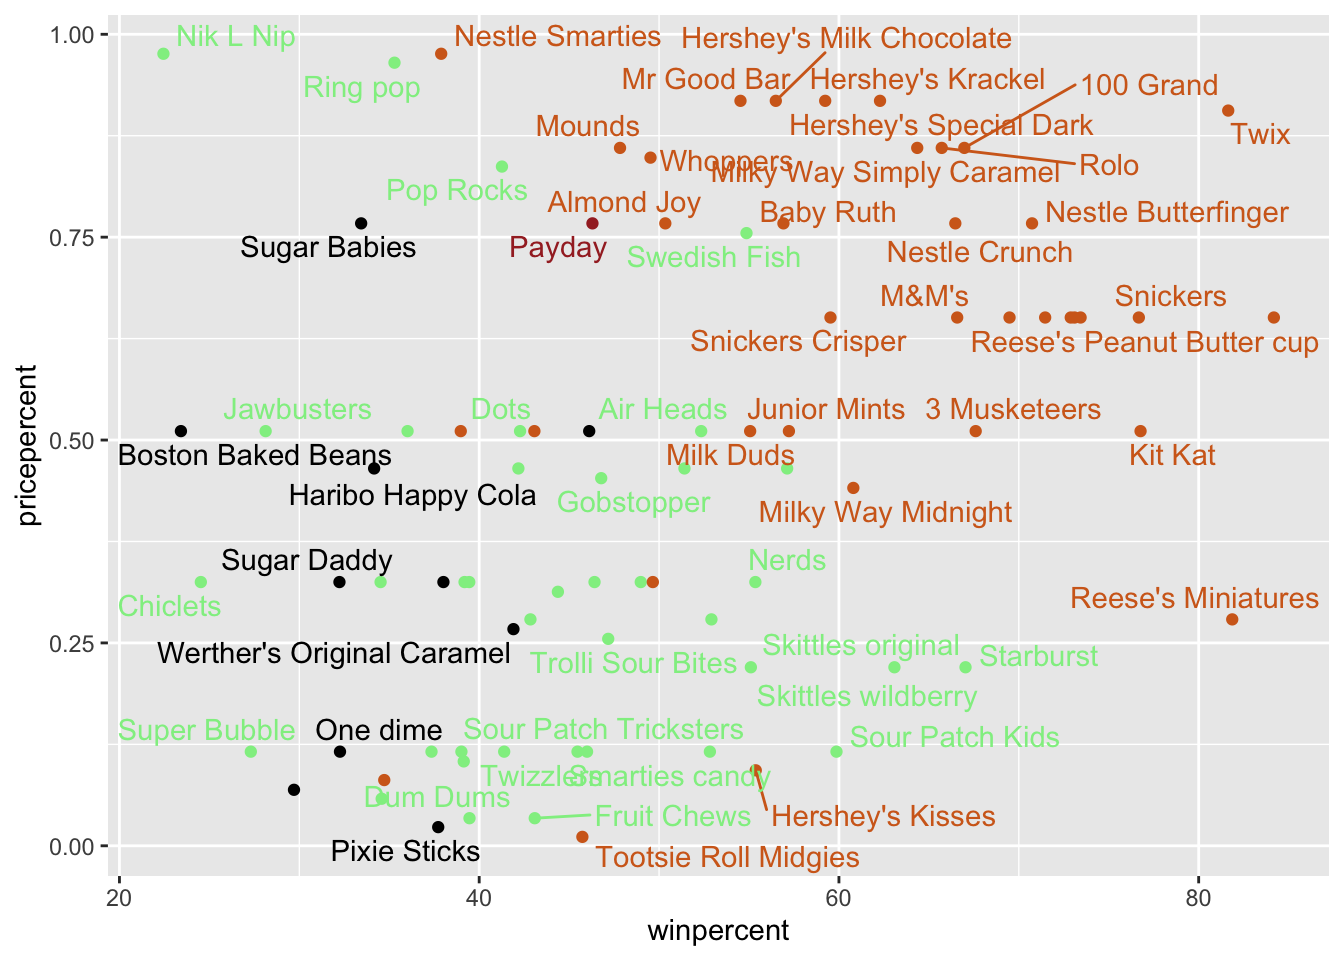 1.00
Nik L Nip
Nestle Smarties
Hershey's Milk Chocolate
Ring pop
Mr Good Bar
Hershey's Krackel
100 Grand
Mounds
Hershey's Special Dark
Twix
Whoppers
Milky Way Simply Caramel
Rolo
Pop Rocks
Almond Joy
Baby Ruth
Nestle Butterfinger
0.75
Sugar Babies
Payday
Swedish Fish
Nestle Crunch
M&M's
Snickers
Snickers Crisper
Reese's Peanut Butter cup
Jawbusters
Dots
Air Heads
Junior Mints
3 Musketeers
0.50
Boston Baked Beans
Milk Duds
Kit Kat
Haribo Happy Cola
Gobstopper
Milky Way Midnight
Sugar Daddy
Nerds
Chiclets
Reese's Miniatures
0.25
Werther's Original Caramel
Trolli Sour Bites
Skittles original
Starburst
Skittles wildberry
Super Bubble
One dime
Sour Patch Tricksters
Sour Patch Kids
Twizzlers
Smarties candy
Dum Dums
Fruit Chews
Hershey's Kisses
0.00
Pixie Sticks
Tootsie Roll Midgies
20
40
60
80
winpercent
pricepercent